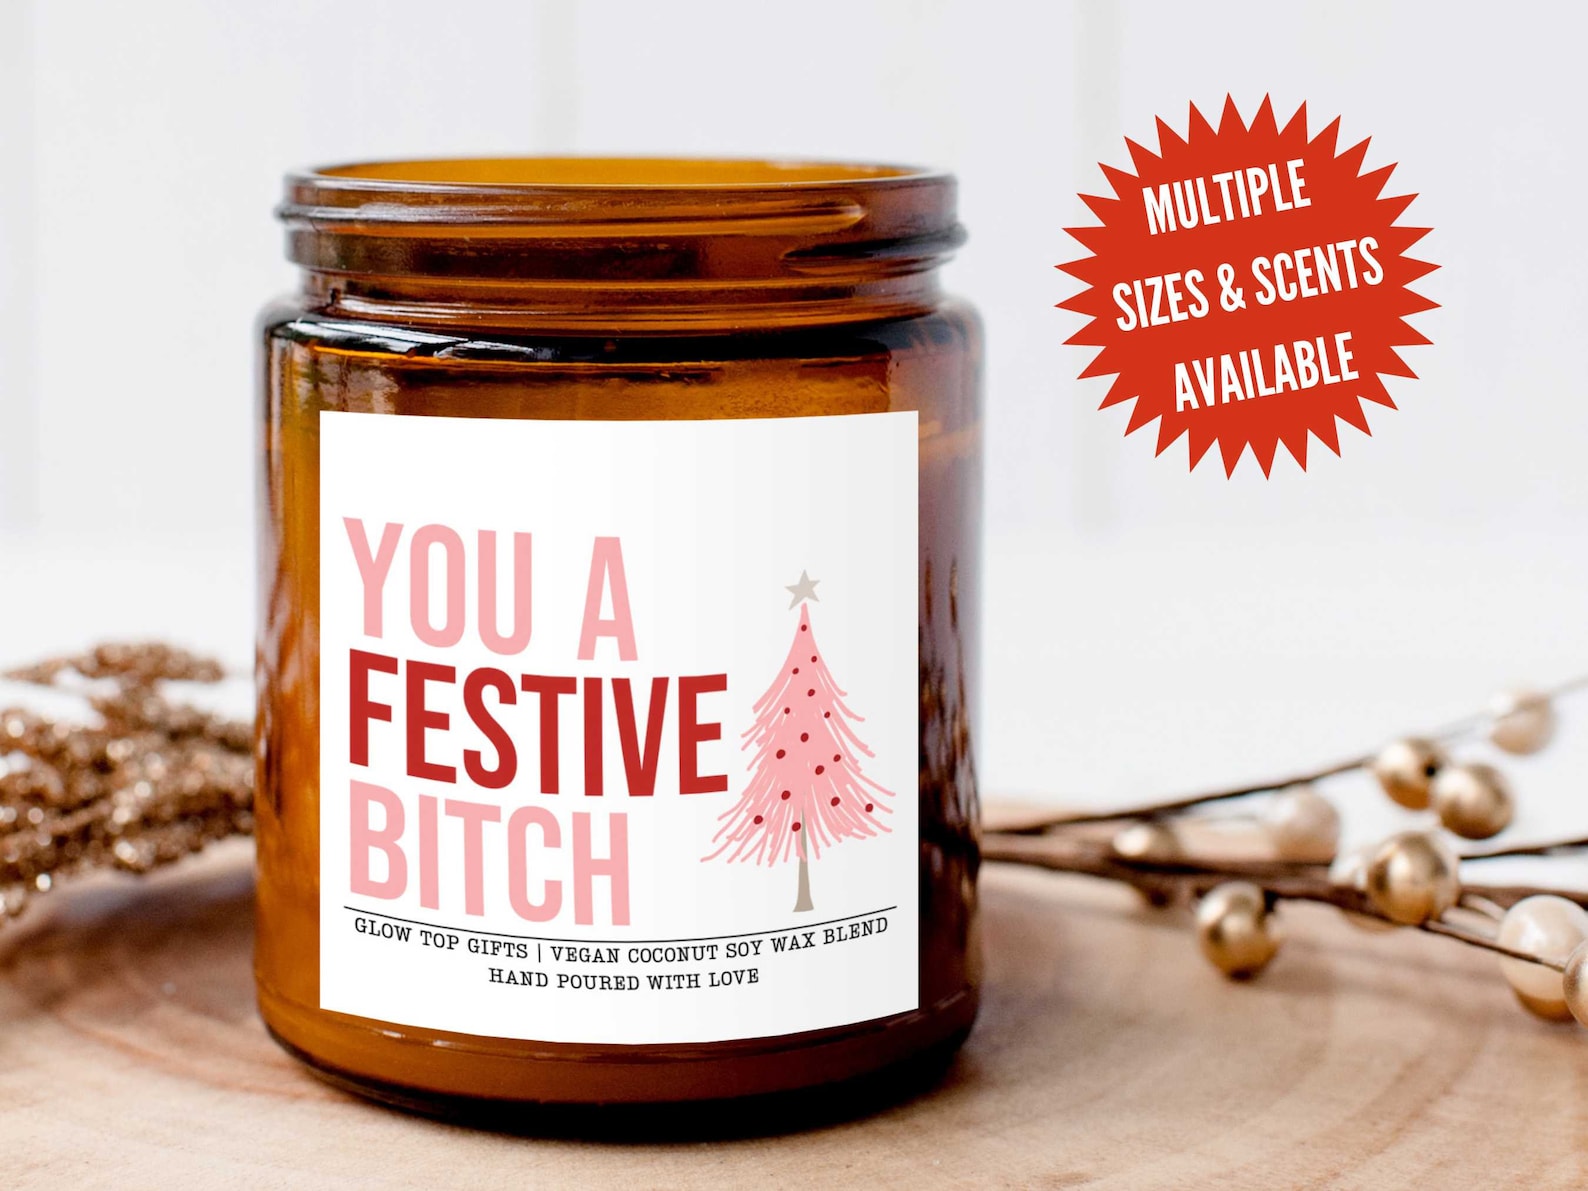 YOU A
FESTIVE
BITCH
GLOW TOP GIFTS | VEGAN COCONUT SOY WAX BLEND
HAND POURED WITH LOVE
MULTIPLE
SIZES & SCENTS
AVAILABLE